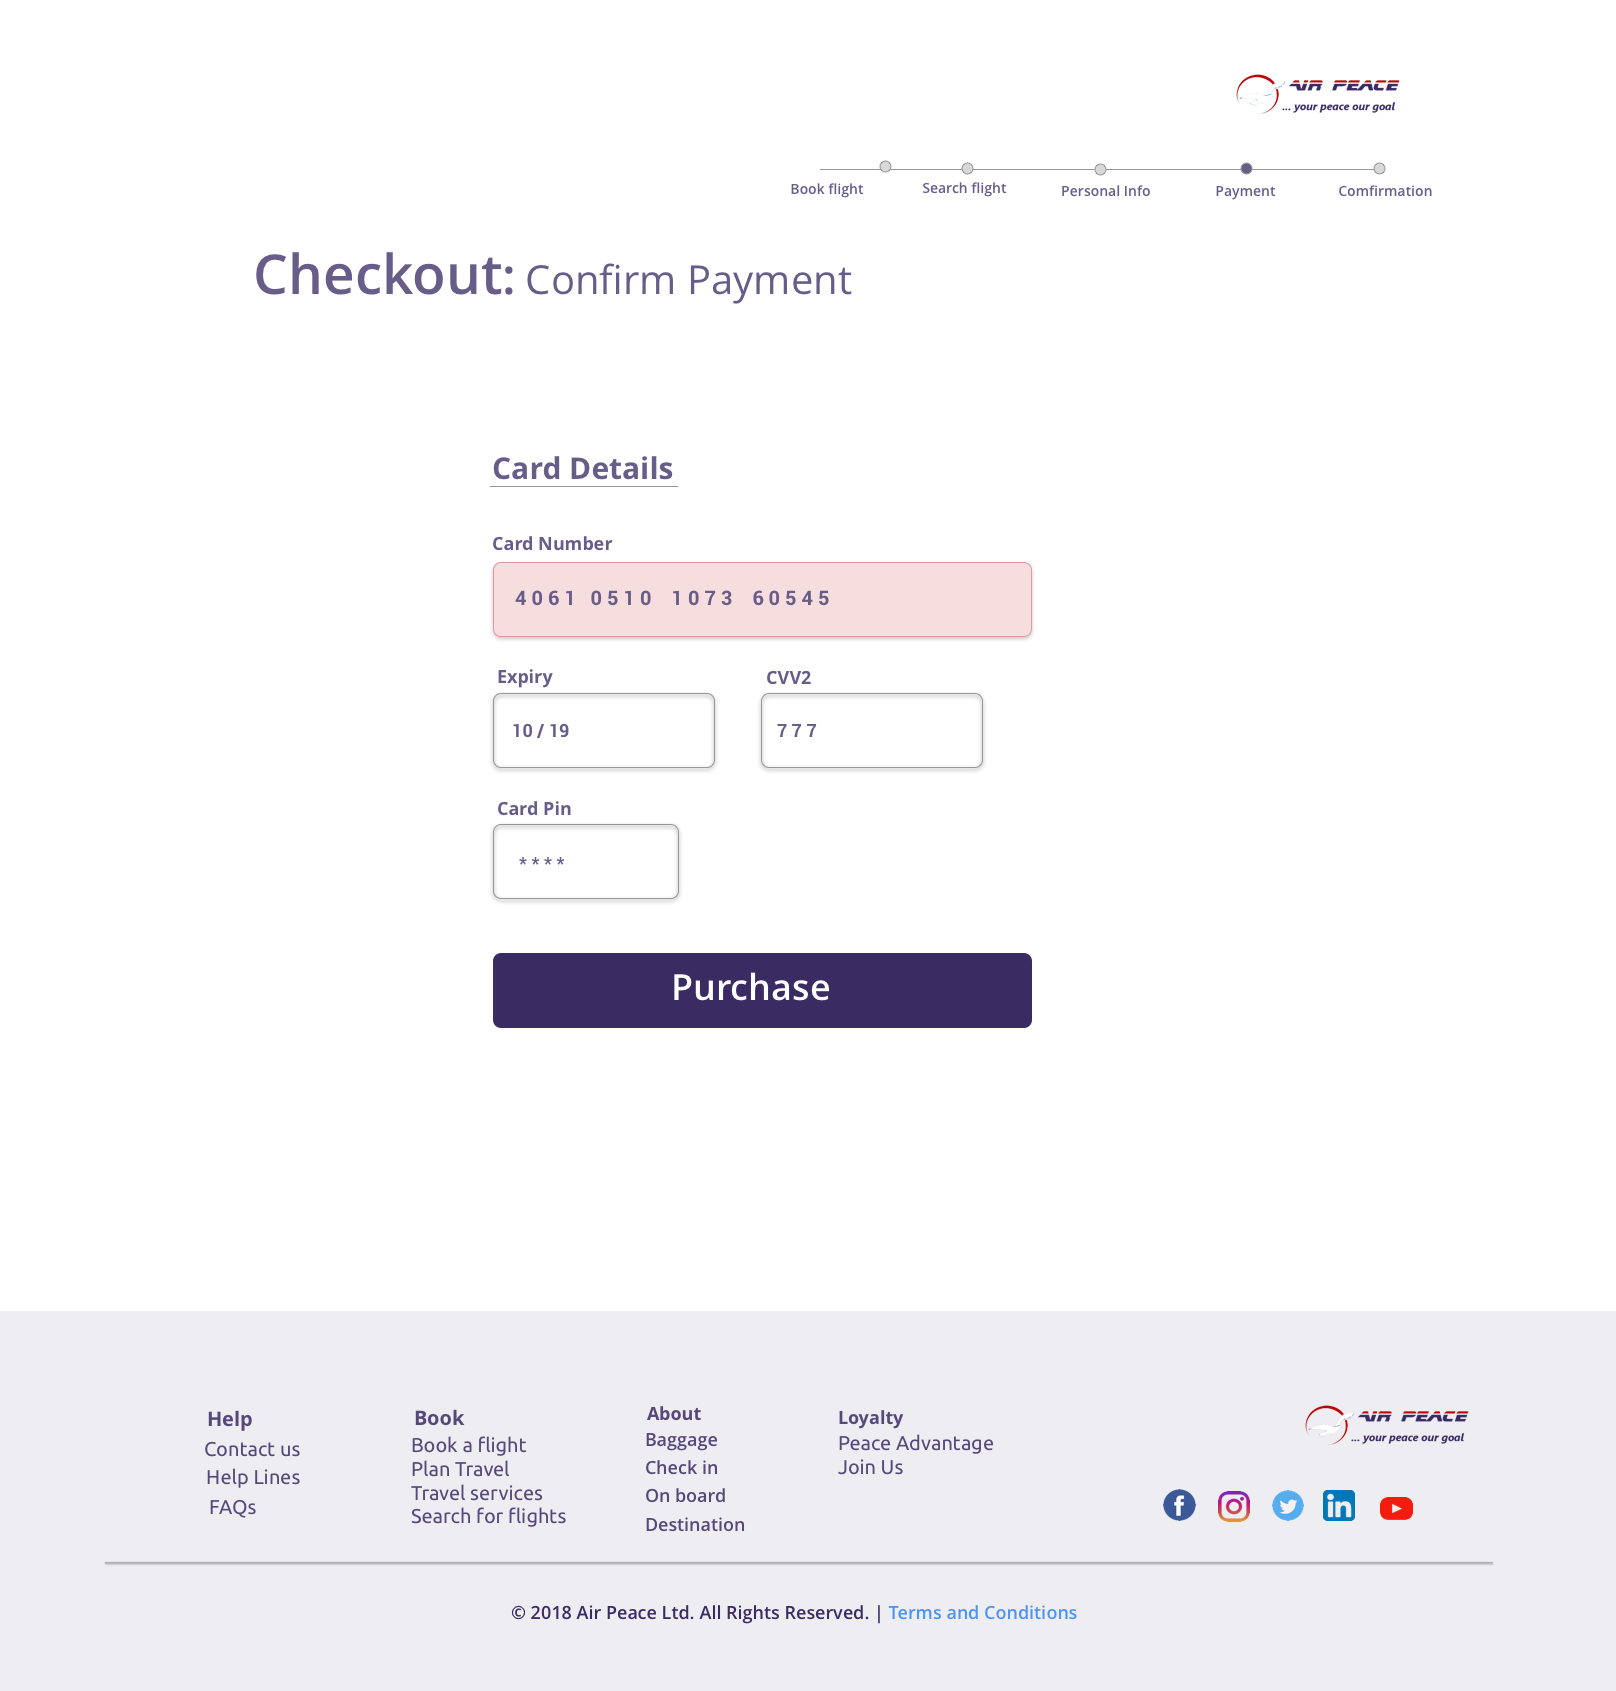 AIR PEACE
... your peace our goal
Book flight
Search flight
Personal Info
Payment
Comfirmation
Checkout: Confirm Payment
Card Details
Card Number
4061 0510 1073 60545
Expiry
CVV2
10 / 19
777
Card Pin
****
Purchase
Help
Contact us
Help Lines
FAQs
Book
Book a flight
Plan Travel
Travel services
Search for flights
About
Baggage
Check in
On board
Destination
Loyalty
Peace Advantage
Join Us
AIR PEACE
... your peace our goal
© 2018 Air Peace Ltd. All Rights Reserved. | Terms and Conditions